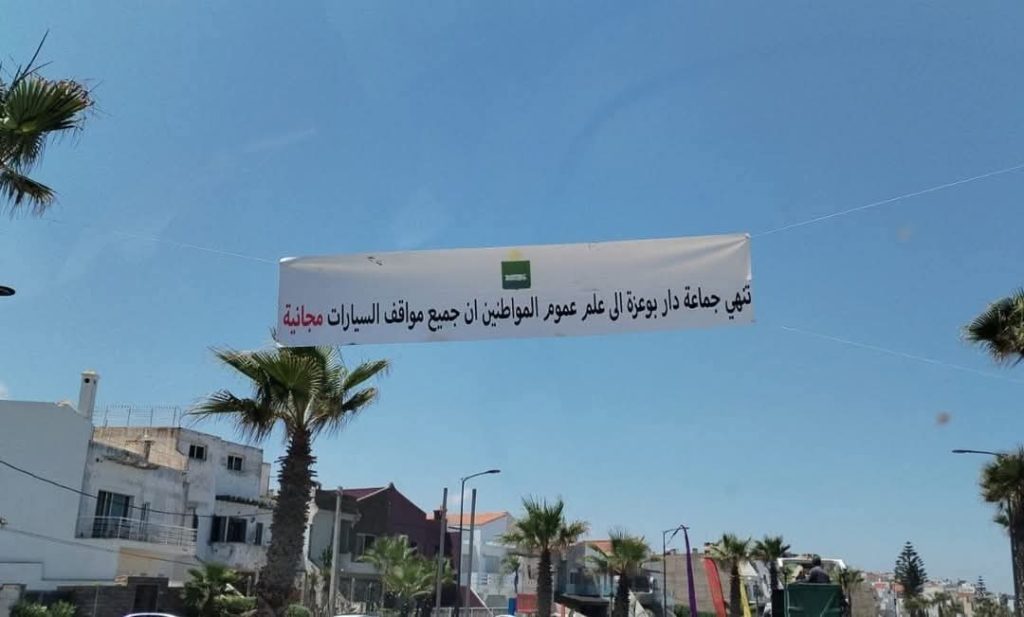 تنهي جماعة دار بوعزة الى علم عموم المواطنين ان جميع مواقف السيارات مجانية